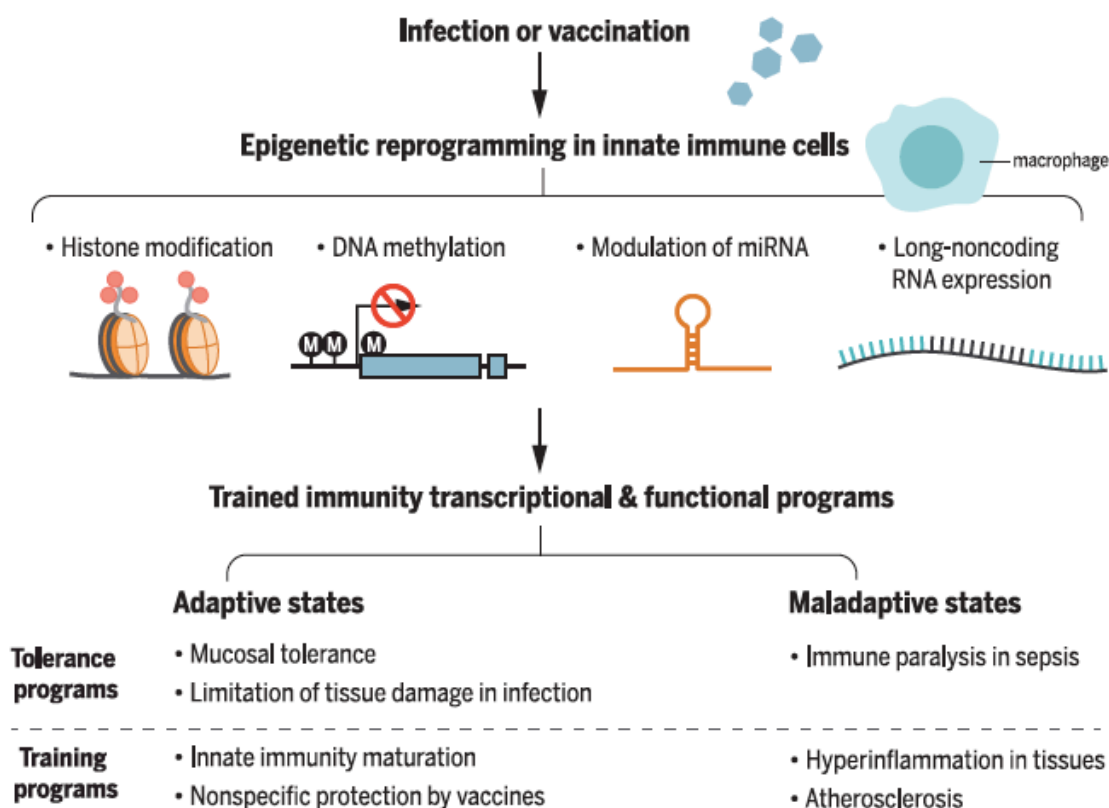 Infection or vaccination
Epigenetic reprogramming in innate immune cells
macrophage
• Histone modification
• DNA methylation
• Modulation of miRNA
• Long-noncoding
RNA expression
M M M
Trained immunity transcriptional & functional programs
Adaptive states
Maladaptive states
Tolerance
programs
• Mucosal tolerance
• Limitation of tissue damage in infection
• Immune paralysis in sepsis
Training
programs
• Innate immunity maturation
• Nonspecific protection by vaccines
• Hyperinflammation in tissues
• Atherosclerosis